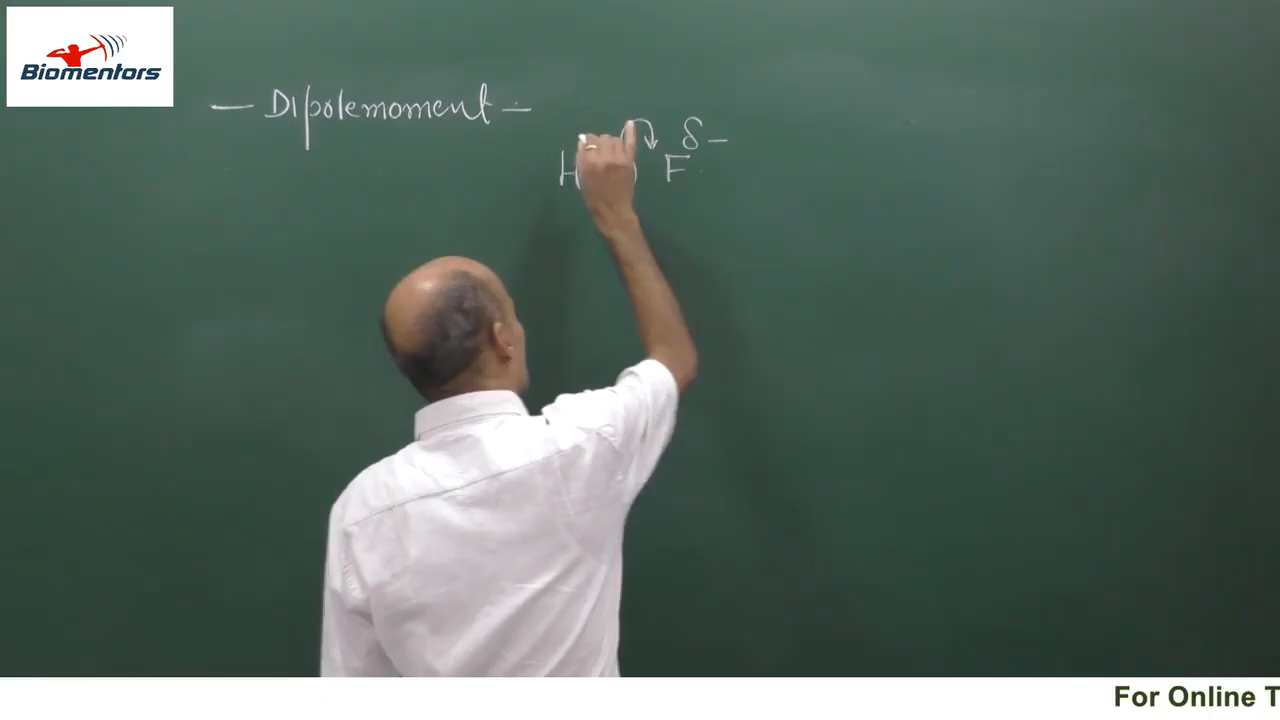 Biomentors
— Dipolemoment —
δ –
H F
For Online T